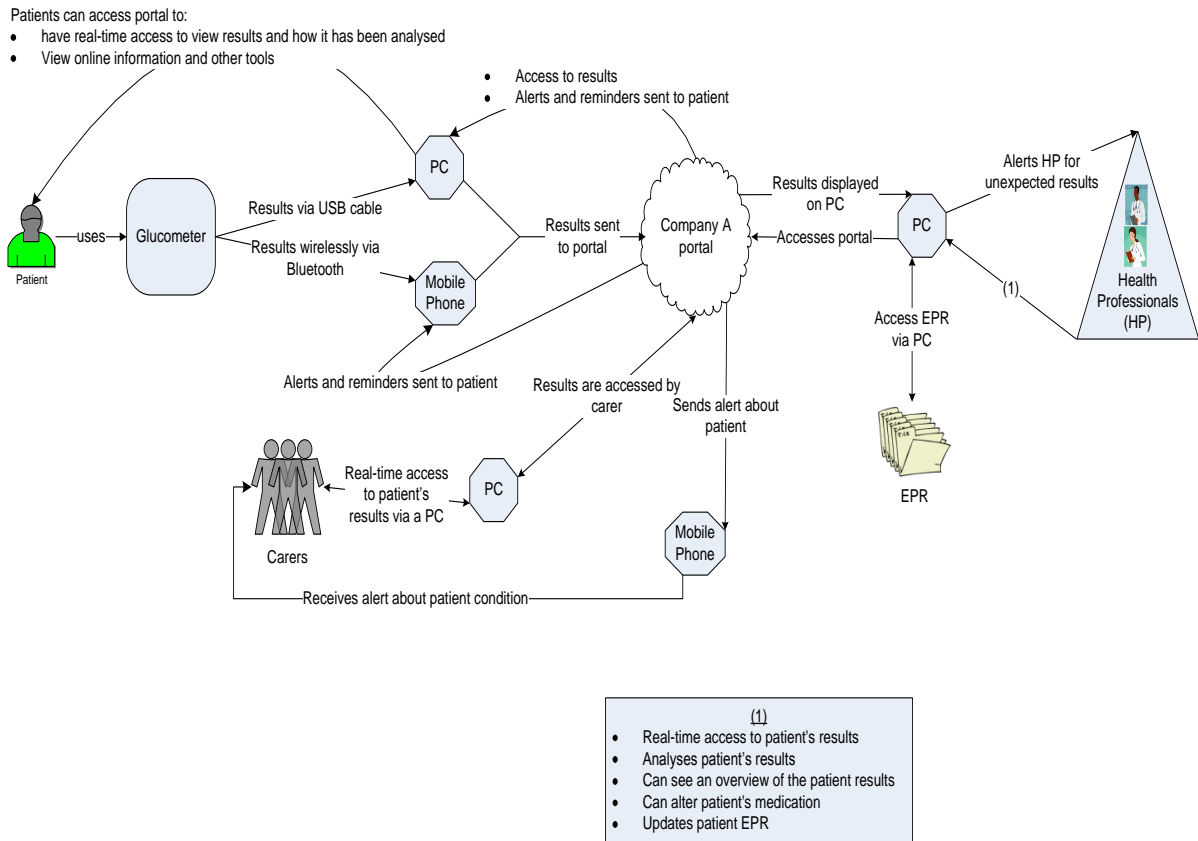 Patients can access portal to:
• have real-time access to view results and how it has been analysed
• View online information and other tools
• Access to results
• Alerts and reminders sent to patient
PC
Results via USB cable
Patient
uses
Glucometer
Results wirelessly via
Bluetooth
Mobile
Phone
Results sent
to portal
Company A
portal
Results displayed
on PC
Accesses portal
PC
Alerts HP for
unexpected results
Health
Professionals
(HP)
(1)
Access EPR
via PC
EPR
Alerts and reminders sent to patient
Results are accessed by
carer
Sends alert about
patient
Carers
Real-time access
to patient's
results via a PC
PC
Mobile
Phone
Receives alert about patient condition
(1)
• Real-time access to patient's results
• Analyses patient's results
• Can see an overview of the patient results
• Can alter patient's medication
• Updates patient EPR